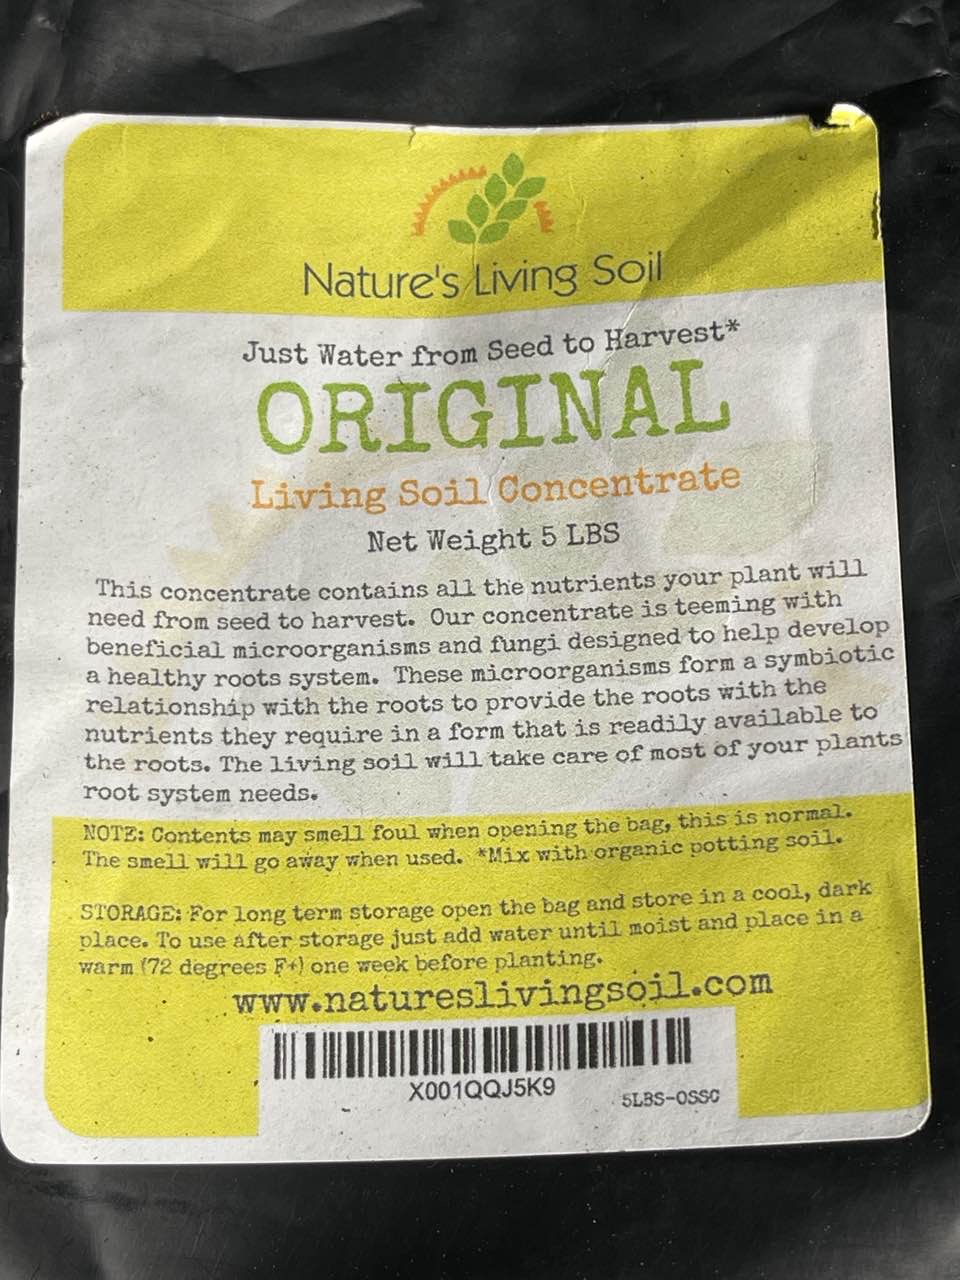 Nature's Living Soil
Just Water from Seed to Harvest*
ORIGINAL
Living Soil Concentrate
Net Weight 5 LBS
This concentrate contains all the nutrients your plant will
need from seed to harvest. Our concentrate is teeming with
beneficial microorganisms and fungi designed to help develop
a healthy roots system. These microorganisms form a symbiotic
relationship with the roots to provide the roots with the
nutrients they require in a form that is readily available to
the roots. The living soil will take care of most of your plants
root system needs.
NOTE: Contents may smell foul when opening the bag, this is normal.
The smell will go away when used. *Mix with organic potting soil.
STORAGE: For long term storage open the bag and store in a cool, dark
place. To use after storage just add water until moist and place in a
warm (72 degrees F+) one week before planting.
www.natureslivingsoil.com
X001QQJ5K9
5LBS-OSSC